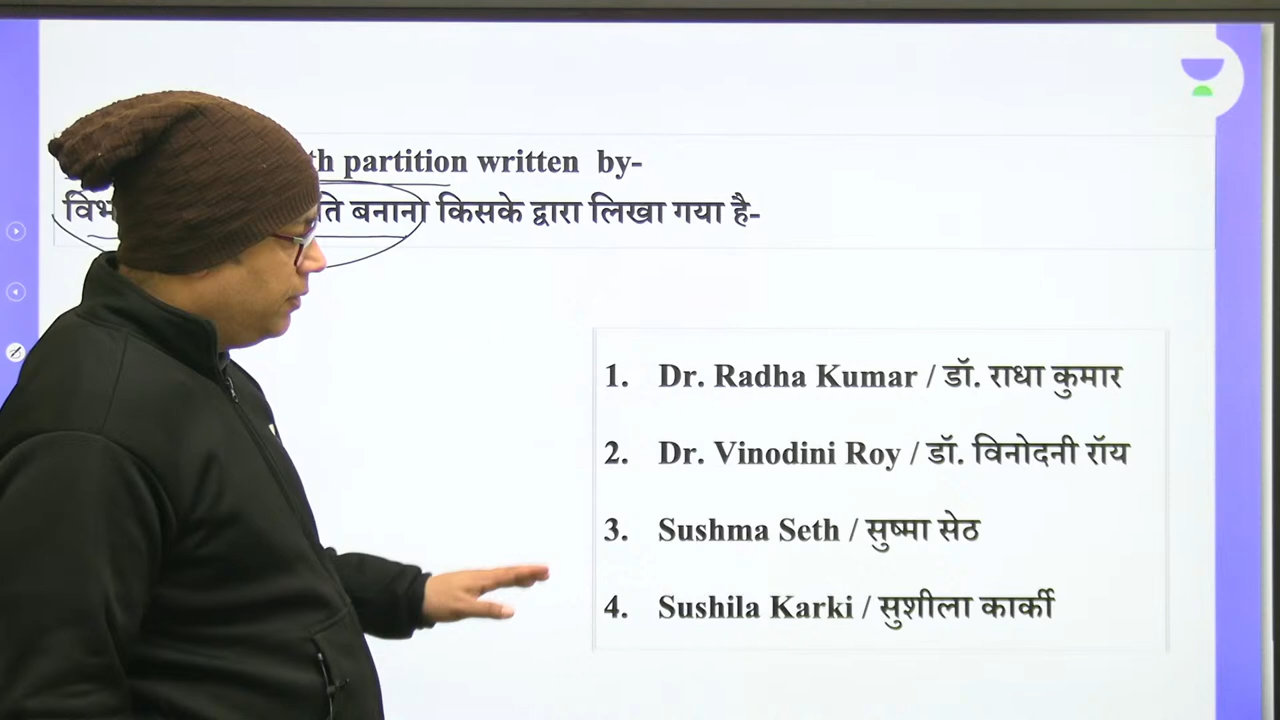 partition written by-
बनाना किसके द्वारा लिखा गया है-
1. Dr. Radha Kumar / डॉ. राधा कुमार
2. Dr. Vinodini Roy / डॉ. विनोदनी रॉय
3. Sushma Seth / सुष्मा सेठ
4. Sushila Karki / सुशीला कार्की